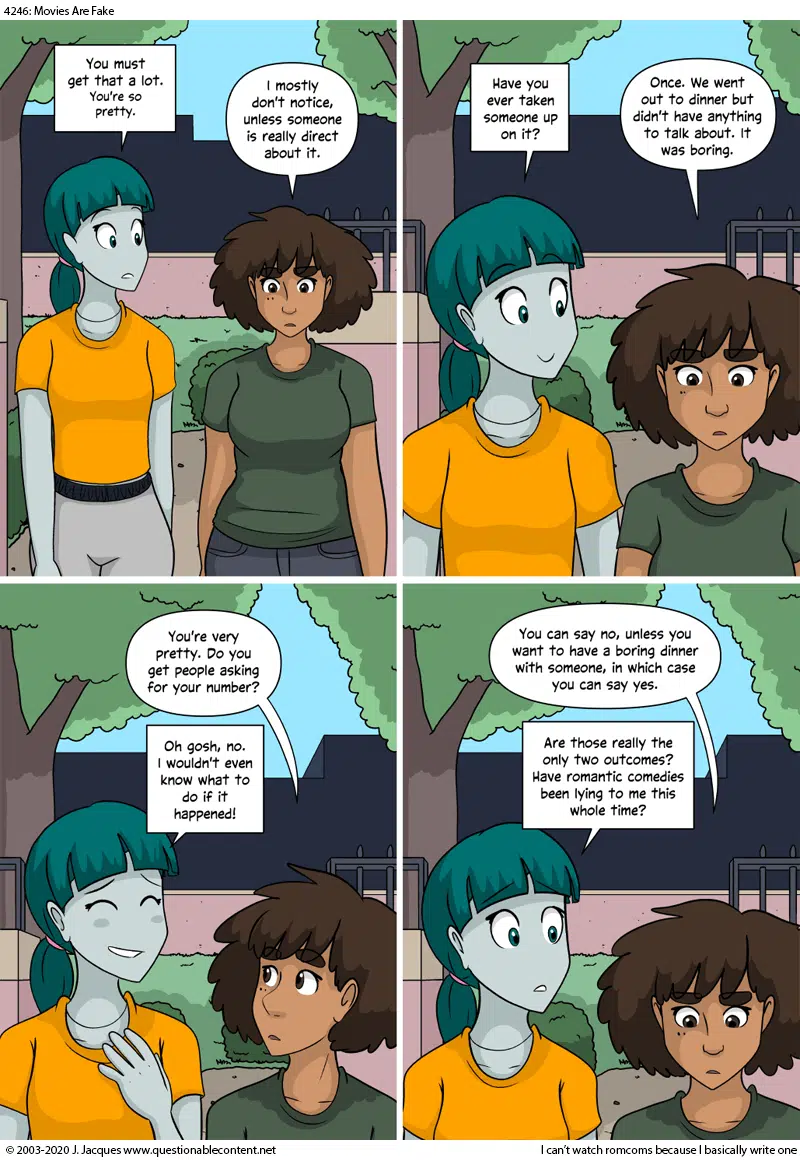 4246: Movies Are Fake
You must
get that a lot.
You're so
pretty.
I mostly
don't notice,
unless someone
is really direct
about it.
Have you
ever taken
someone up
on it?
Once. We went
out to dinner but
didn't have anything
to talk about. It
was boring.
You're very
pretty. Do you
get people asking
for your number?
Oh gosh, no.
I wouldn't even
know what to
do if it
happened!
You can say no, unless you
want to have a boring dinner
with someone, in which case
you can say yes.
Are those really the
only two outcomes?
Have romantic comedies
been lying to me this
whole time?
© 2003-2020 J. Jacques www.questionablecontent.net
I can't watch romcoms because I basically write one